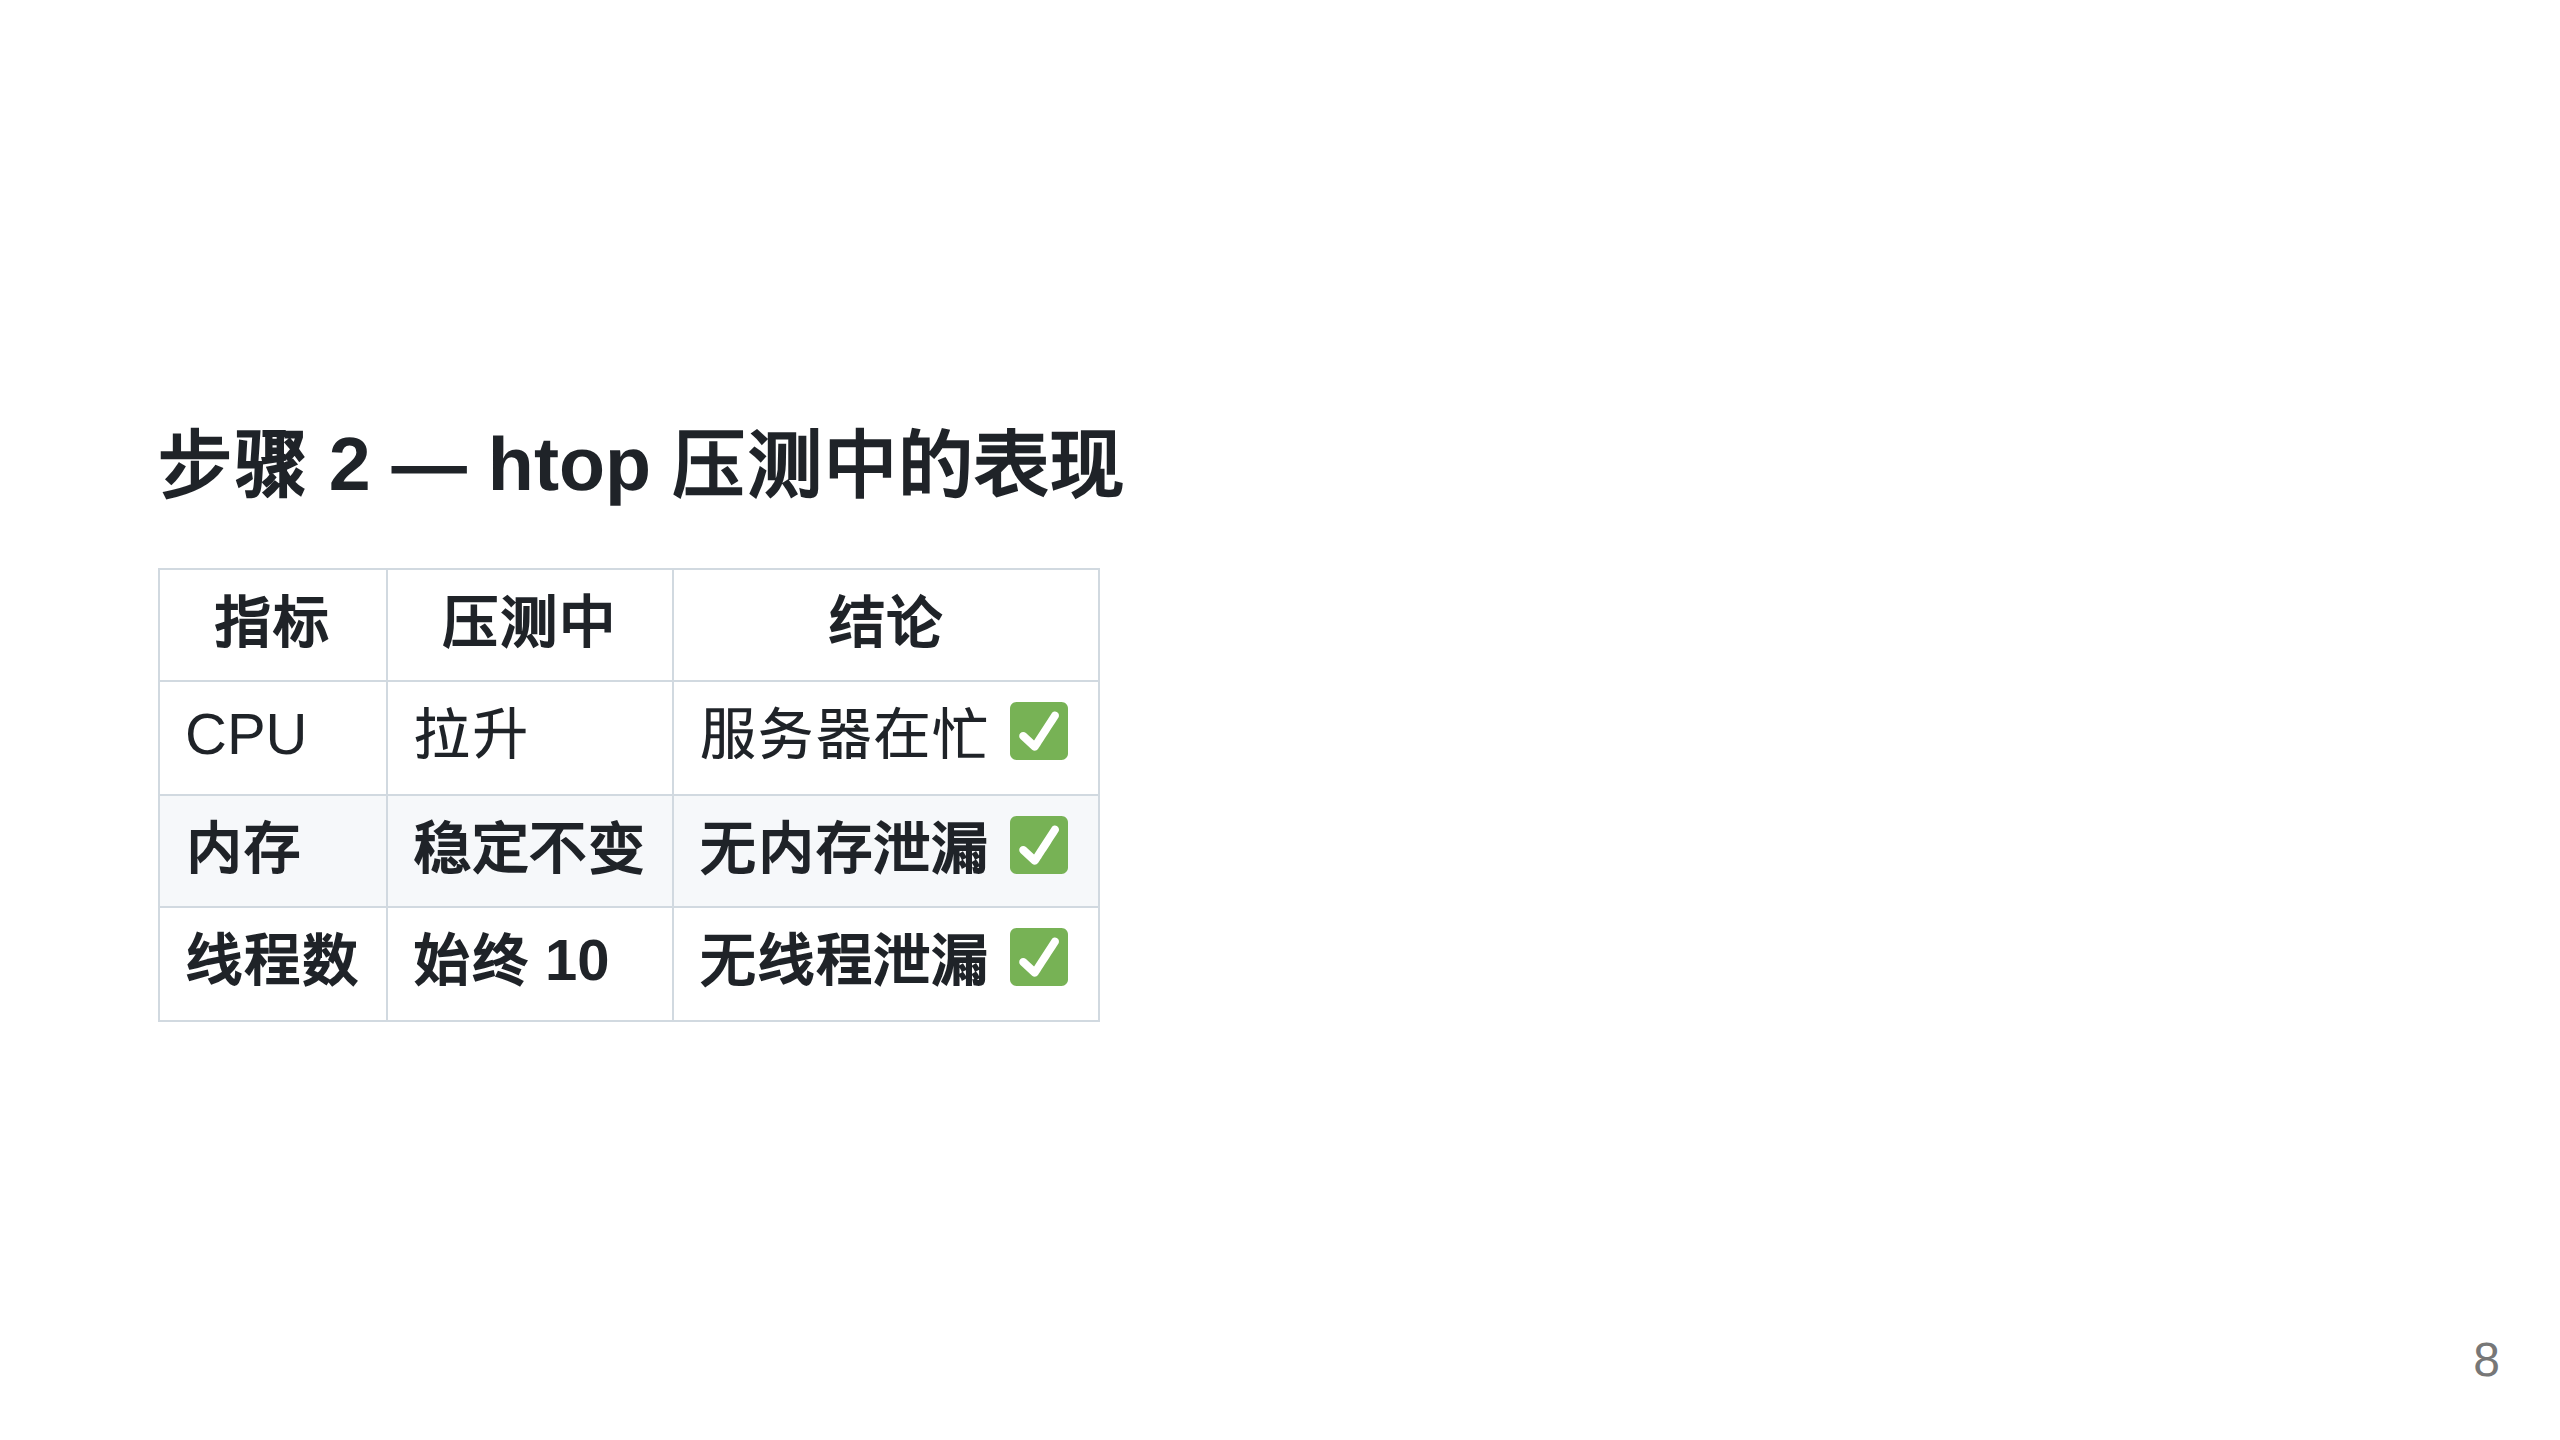 步骤 2 — htop 压测中的表现
指标 压测中 结论
CPU 拉升 服务器在忙 ✅
内存 稳定不变 无内存泄漏 ✅
线程数 始终 10 无线程泄漏 ✅
8